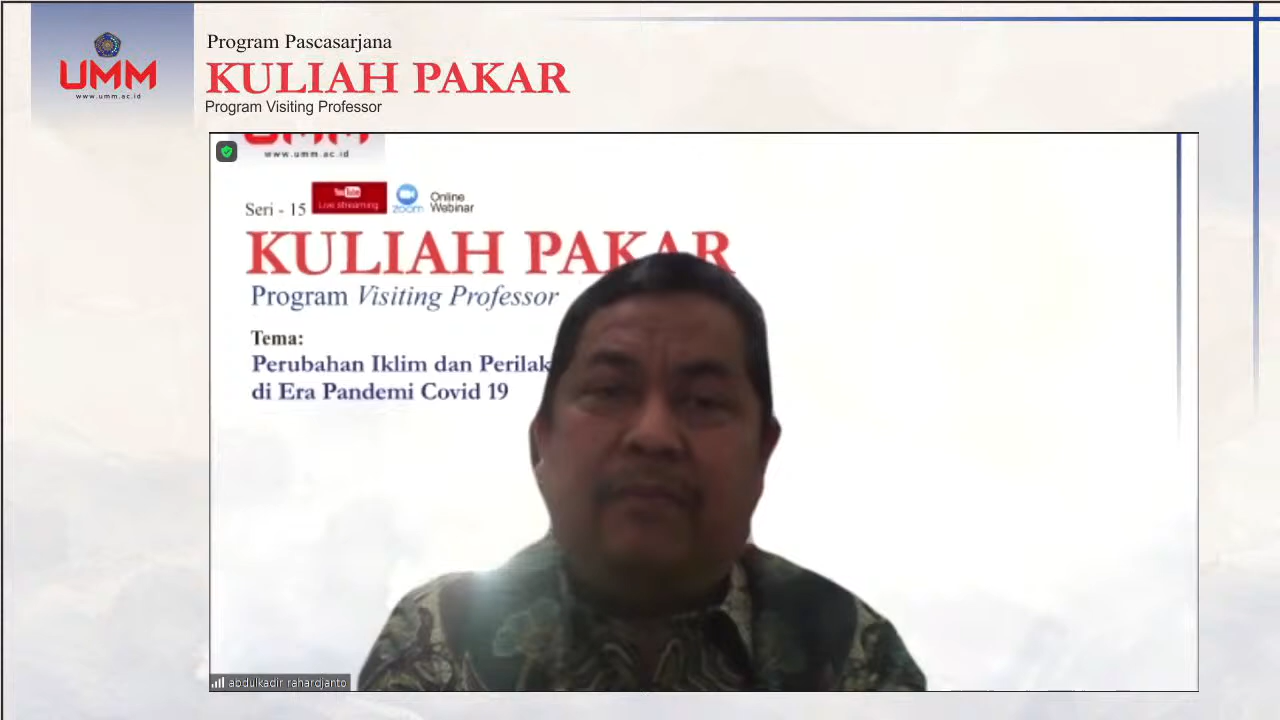 UMM
www.umm.ac.id
Program Pascasarjana
KULIAH PAKAR
Program Visiting Professor
UMM
www.umm.ac.id
Seri - 15
YouTube
Live streaming
zoom
Online
Webinar
KULIAH PAKAR
Program Visiting Professor
Tema:
Perubahan Iklim dan Perilak
di Era Pandemi Covid 19
abdulkadir rahardjanto